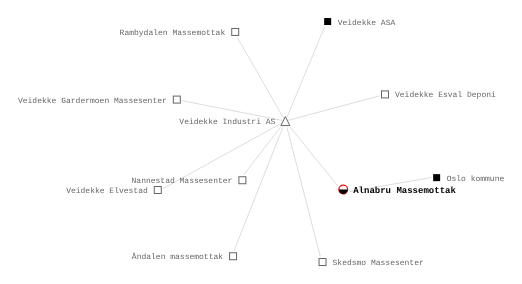 Veidekke ASA
Rambydalen Massemottak
Veidekke Esval Deponi
Veidekke Gardermoen Massesenter
Veidekke Industri AS
Oslo kommune
Nannestad Massesenter
Veidekke Elvestad
Alnabru Massemottak
Åndalen massemottak
Skedsmo Massesenter